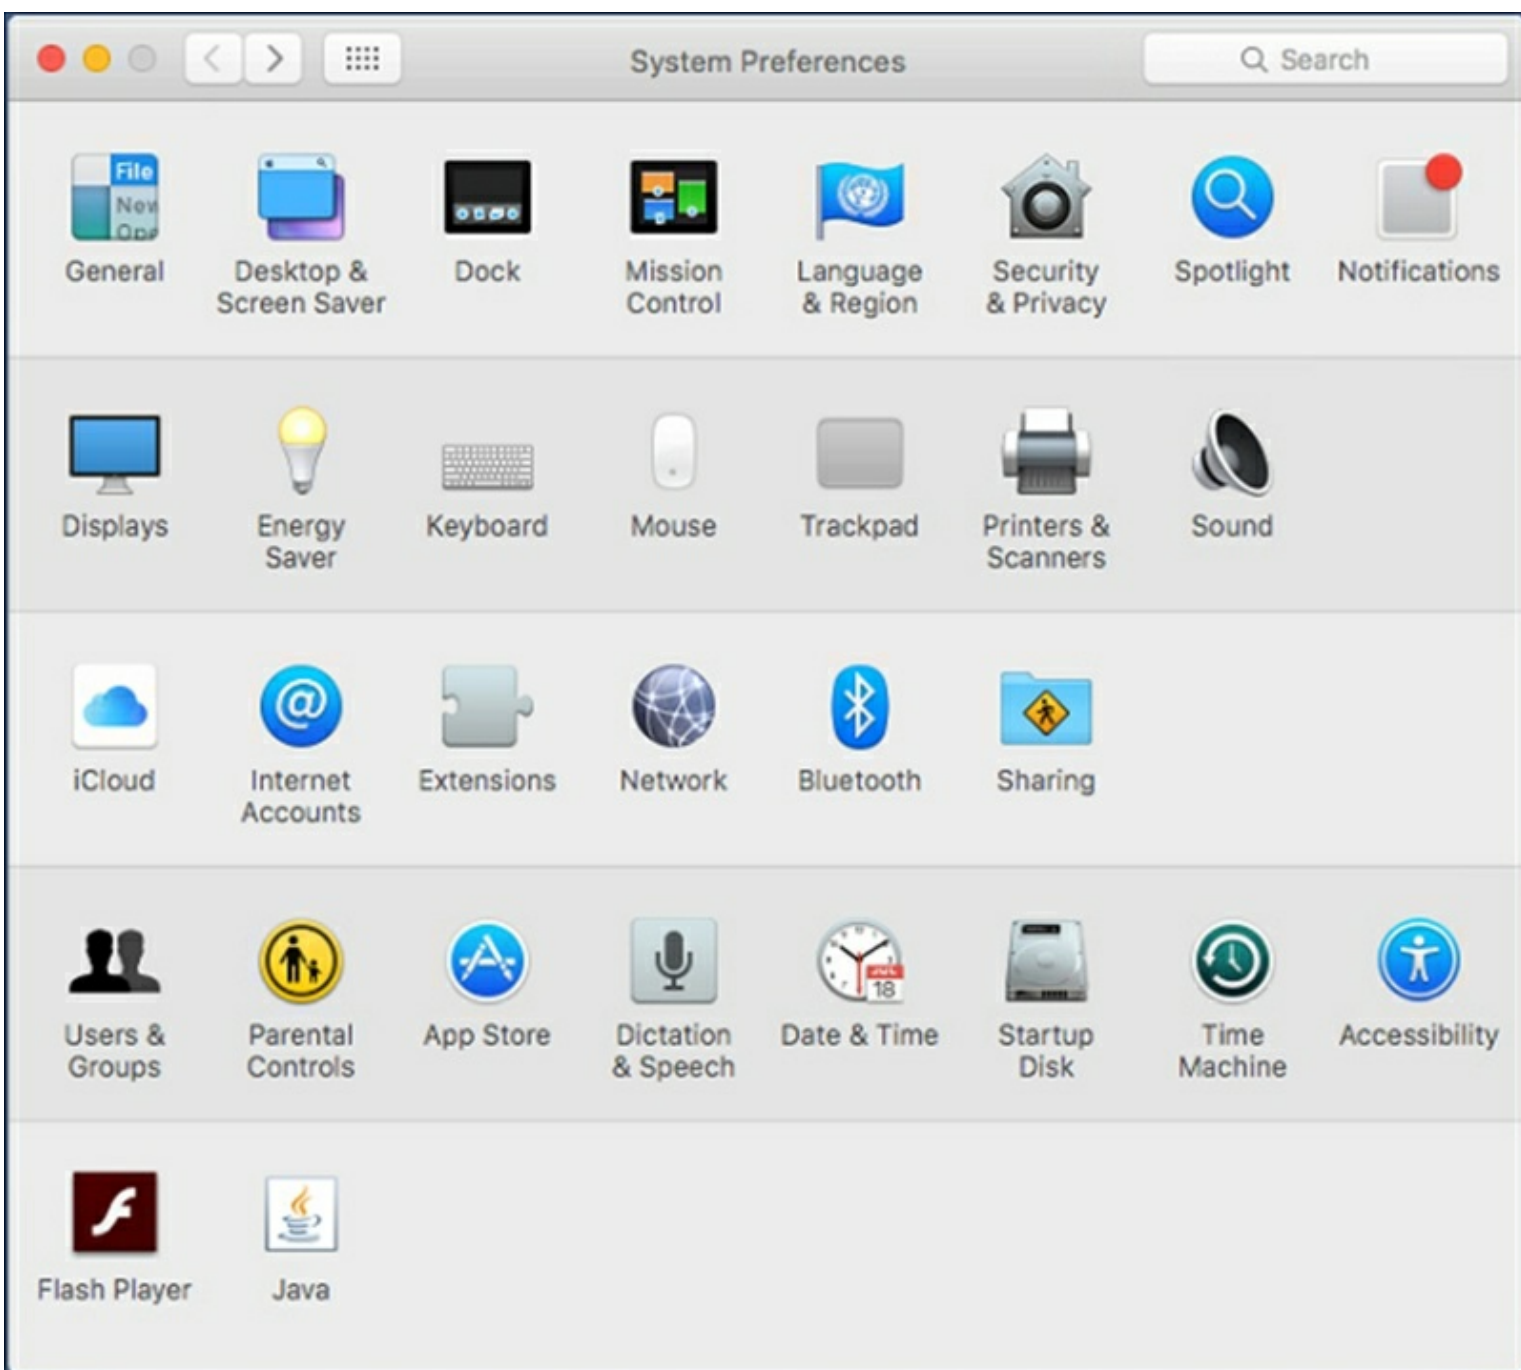 System Preferences
Search
File
New
Ope
General
Desktop &
Screen Saver
Dock
Mission
Control
Language
& Region
Security
& Privacy
Spotlight
Notifications
Displays
Energy
Saver
Keyboard
Mouse
Trackpad
Printers &
Scanners
Sound
iCloud
Internet
Accounts
Extensions
Network
Bluetooth
Sharing
Users &
Groups
Parental
Controls
App Store
Dictation
& Speech
JUL
18
Date & Time
Startup
Disk
Time
Machine
Accessibility
Flash Player
Java